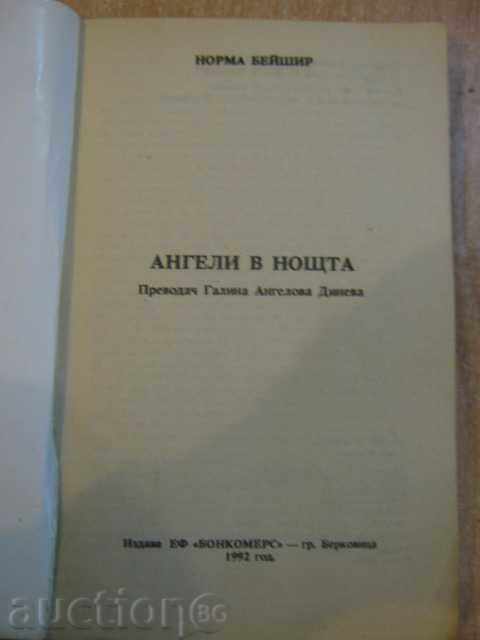 НОРМА БЕЙШИР
АНГЕЛИ В НОЩТА
Преводач Галина Ангелова Динева
Издава ЕФ «БОНКОМЕРС» — гр. Берковица
1992 год.
auction BG